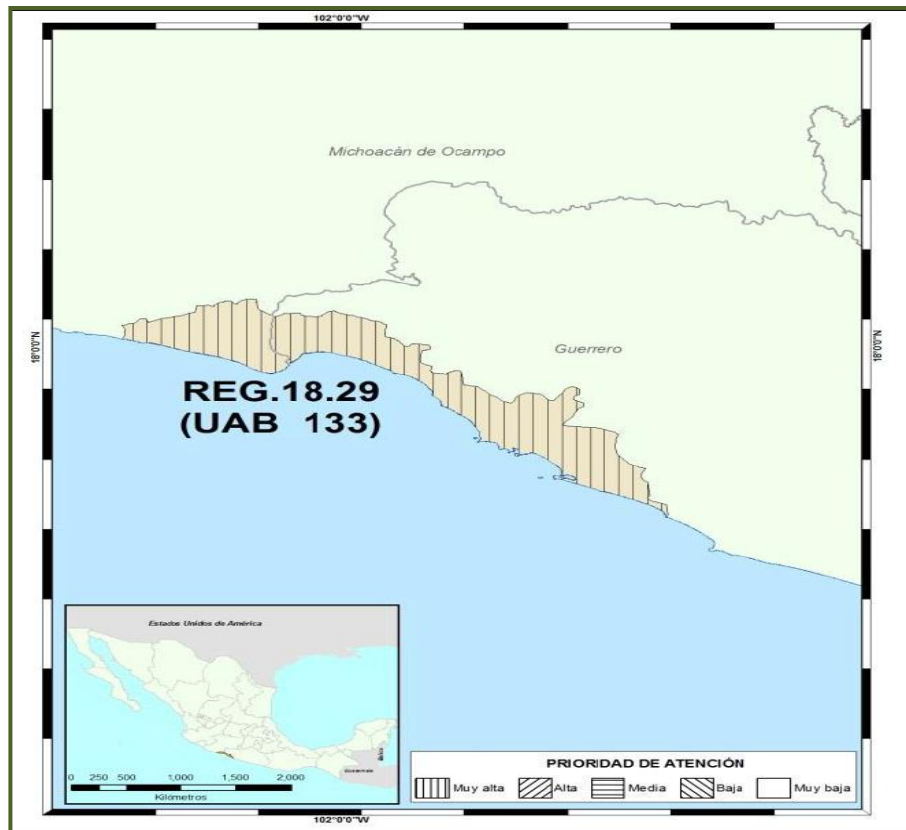 102°0'0"W
Michoacán de Ocampo
18°0'0"N
18°0'0"N
Guerrero
REG.18.29
(UAB 133)
Estados Unidos de América
Belice
Guatemala
0 250 500 1,000 1,500 2,000
Kilómetros
PRIORIDAD DE ATENCIÓN
Muy alta Alta Media Baja Muy baja
102°0'0"W